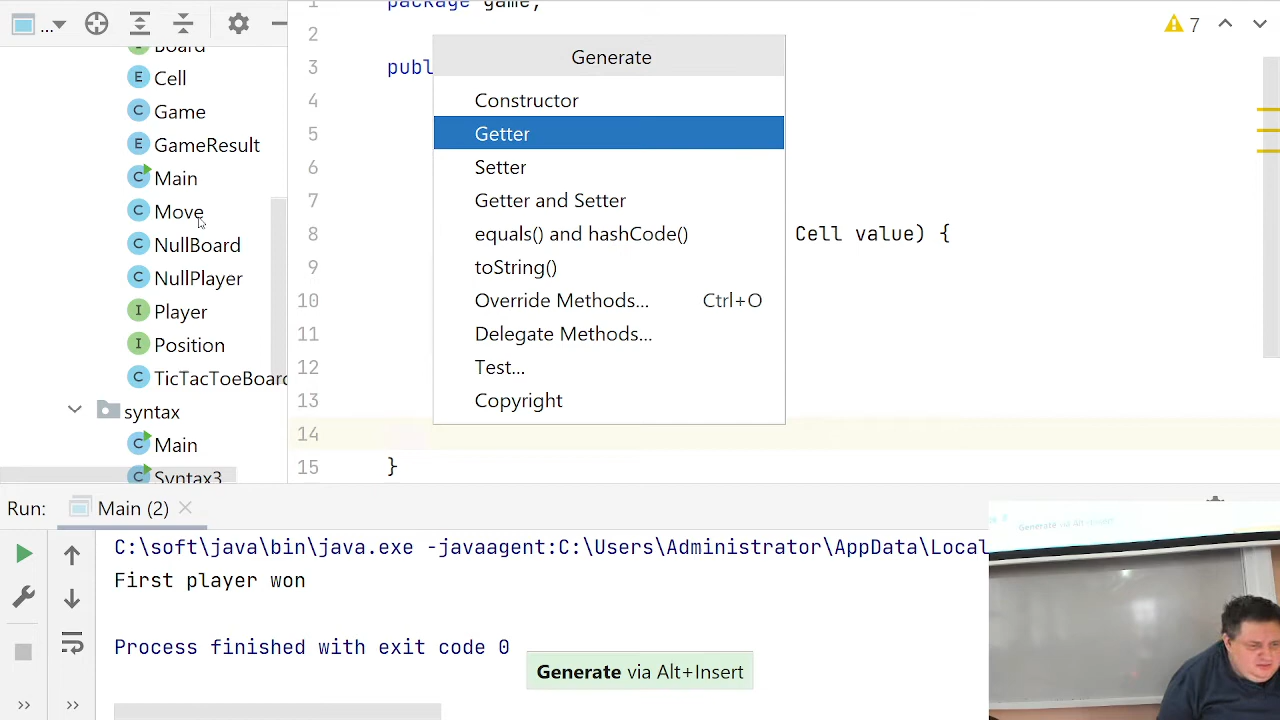 ...
7
Board
Cell
Game
GameResult
Main
Move
NullBoard
NullPlayer
Player
Position
TicTacToeBoard
syntax
Main
Syntax3
1 package game;
2
3 publ
4
5
6
7
8 Cell value) {
9
10
11
12
13
14
15 }
Generate
Constructor
Getter
Setter
Getter and Setter
equals() and hashCode()
toString()
Override Methods... Ctrl+O
Delegate Methods...
Test...
Copyright
Run: Main (2)
C:\soft\java\bin\java.exe -javaagent:C:\Users\Administrator\AppData\Local
First player won
Process finished with exit code 0
Generate via Alt+Insert
Generate via Alt+Insert